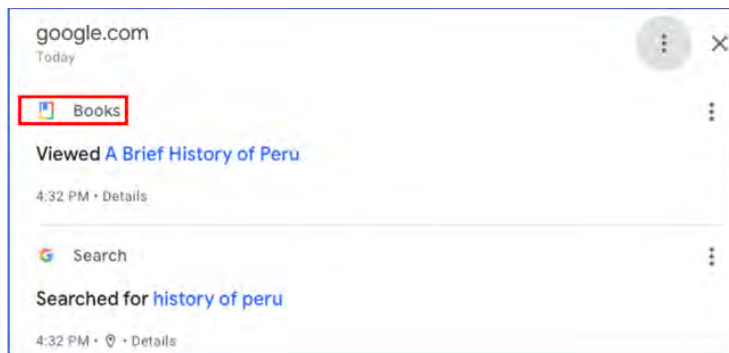 google.com
Today
Books
Viewed A Brief History of Peru
4:32 PM • Details
Search
Searched for history of peru
4:32 PM • • Details